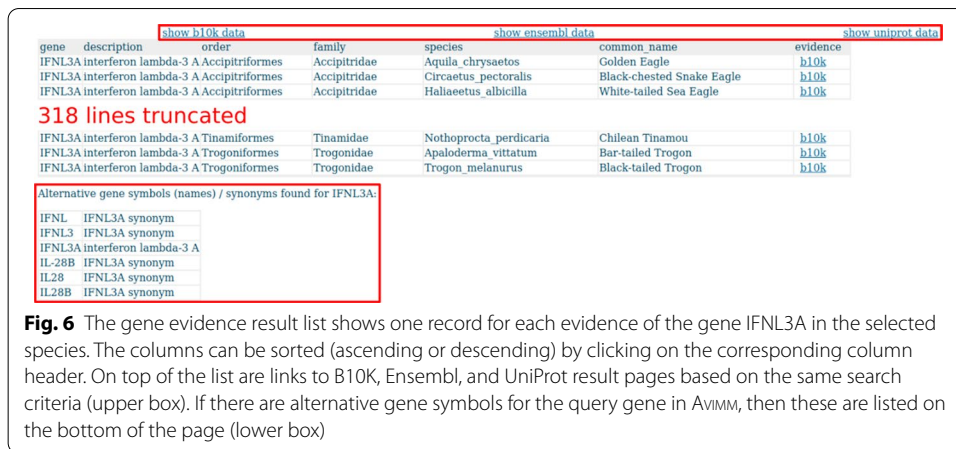 show b10k data show ensembl data show uniprot data
gene description order family species common_name evidence
IFNL3A interferon lambda-3 A Accipitriformes Accipitridae Aquila_chrysaetos Golden Eagle b10k
IFNL3A interferon lambda-3 A Accipitriformes Accipitridae Circaetus_pectoralis Black-chested Snake Eagle b10k
IFNL3A interferon lambda-3 A Accipitriformes Accipitridae Haliaeetus_albicilla White-tailed Sea Eagle b10k
318 lines truncated
IFNL3A interferon lambda-3 A Tinamiformes Tinamidae Nothoprocta_perdicaria Chilean Tinamou b10k
IFNL3A interferon lambda-3 A Trogoniformes Trogonidae Apaloderma_vittatum Bar-tailed Trogon b10k
IFNL3A interferon lambda-3 A Trogoniformes Trogonidae Trogon_melanurus Black-tailed Trogon b10k
Alternative gene symbols (names) / synonyms found for IFNL3A:
IFNL IFNL3A synonym
IFNL3 IFNL3A synonym
IFNL3A interferon lambda-3 A
IL-28B IFNL3A synonym
IL28 IFNL3A synonym
IL28B IFNL3A synonym
Fig. 6 The gene evidence result list shows one record for each evidence of the gene IFNL3A in the selected
species. The columns can be sorted (ascending or descending) by clicking on the corresponding column
header. On top of the list are links to B10K, Ensembl, and UniProt result pages based on the same search
criteria (upper box). If there are alternative gene symbols for the query gene in AVIMM, then these are listed on
the bottom of the page (lower box)